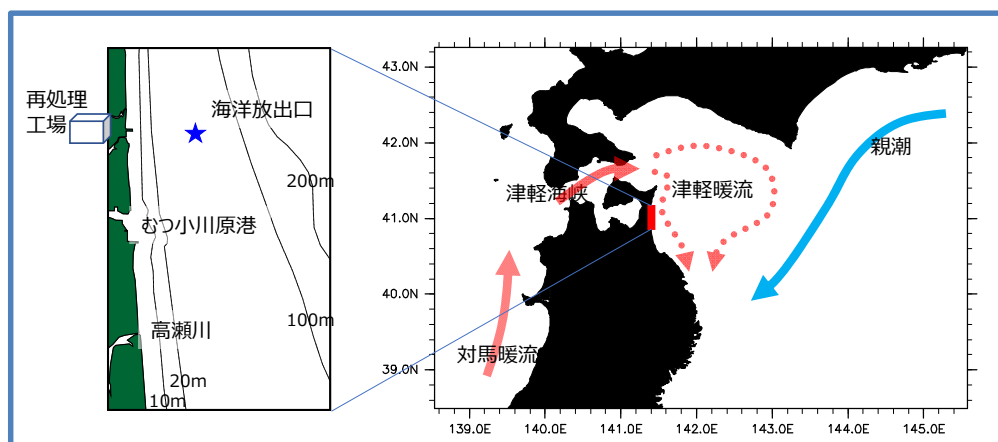 再処理
工場
海洋放出口
200m
むつ小川原港
高瀬川
100m
20m
10m
43.0N
42.0N
41.0N
40.0N
39.0N
津軽海峡
津軽暖流
親潮
対馬暖流
139.0E
140.0E
141.0E
142.0E
143.0E
144.0E
145.0E